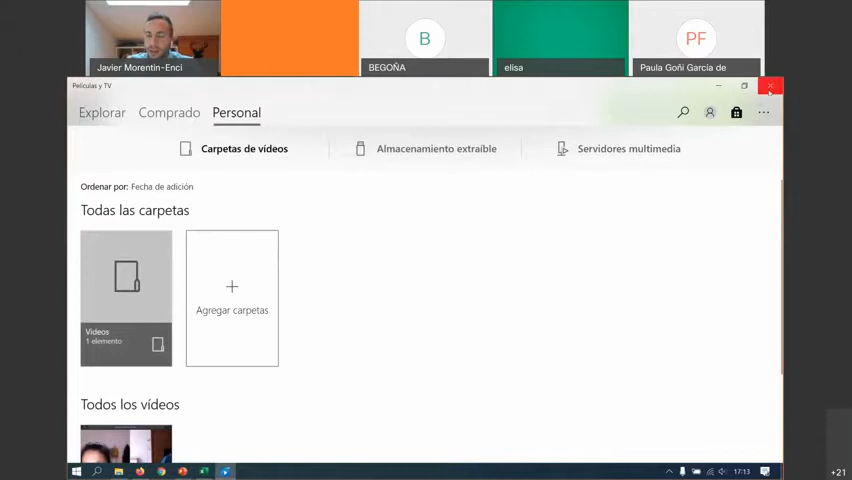 Javier Morentin-Enci
B
BEGOÑA
elisa
PF
Paula Goñi García de
Películas y TV
Explorar Comprado Personal
Carpetas de vídeos Almacenamiento extraíble Servidores multimedia
Ordenar por: Fecha de adición
Todas las carpetas
+
Agregar carpetas
Videos
1 elemento
Todos los vídeos
17:13
+21